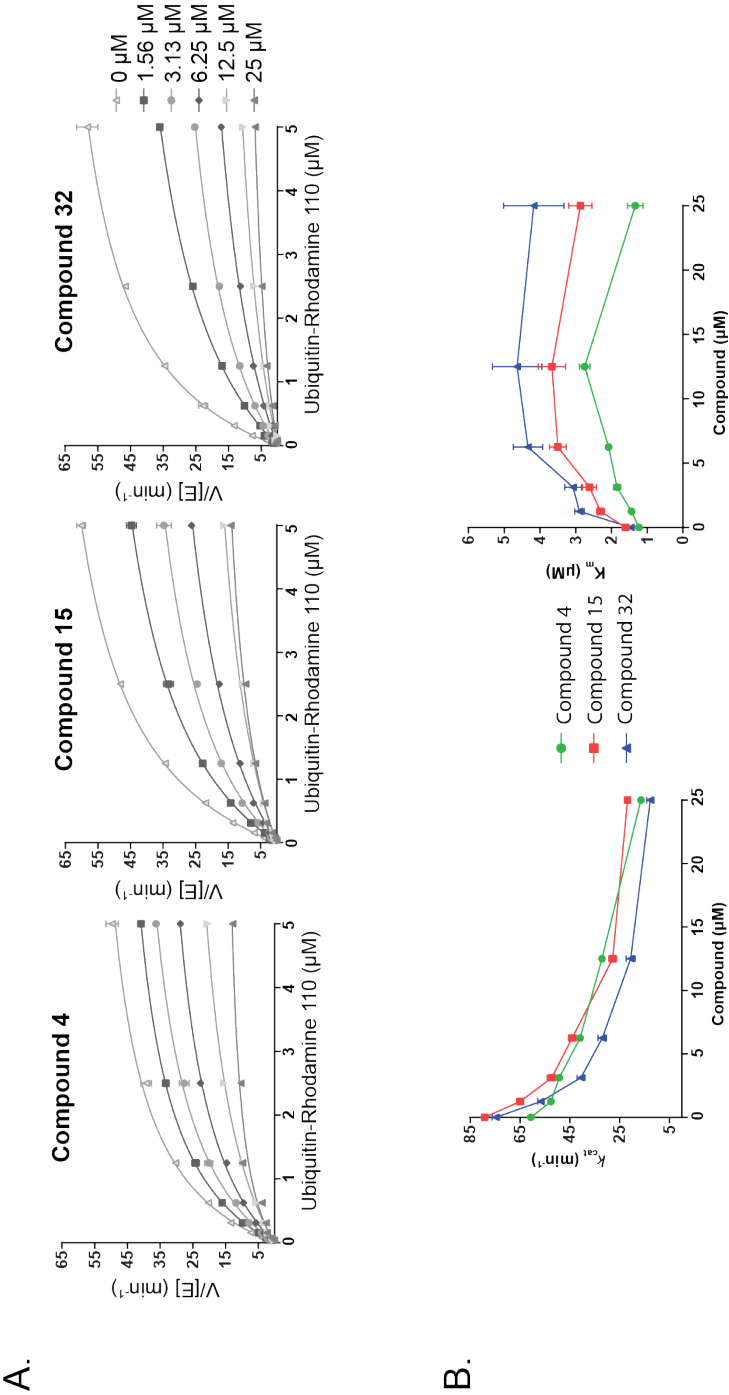 A.
Compound 4
V/[E] (min-1)
65
55
45
35
25
15
5
0 1 2 3 4 5
Ubiquitin-Rhodamine 110 (µM)
Compound 15
V/[E] (min-1)
65
55
45
35
25
15
5
0 1 2 3 4 5
Ubiquitin-Rhodamine 110 (µM)
Compound 32
V/[E] (min-1)
65
55
45
35
25
15
5
0 1 2 3 4 5
Ubiquitin-Rhodamine 110 (µM)
0 µM
1.56 µM
3.13 µM
6.25 µM
12.5 µM
25 µM
B.
kcat (min-1)
85
65
45
25
5
0 5 10 15 20 25
Compound (µM)
Compound 4
Compound 15
Compound 32
Km (µM)
6
5
4
3
2
1
0
0 5 10 15 20 25
Compound (µM)